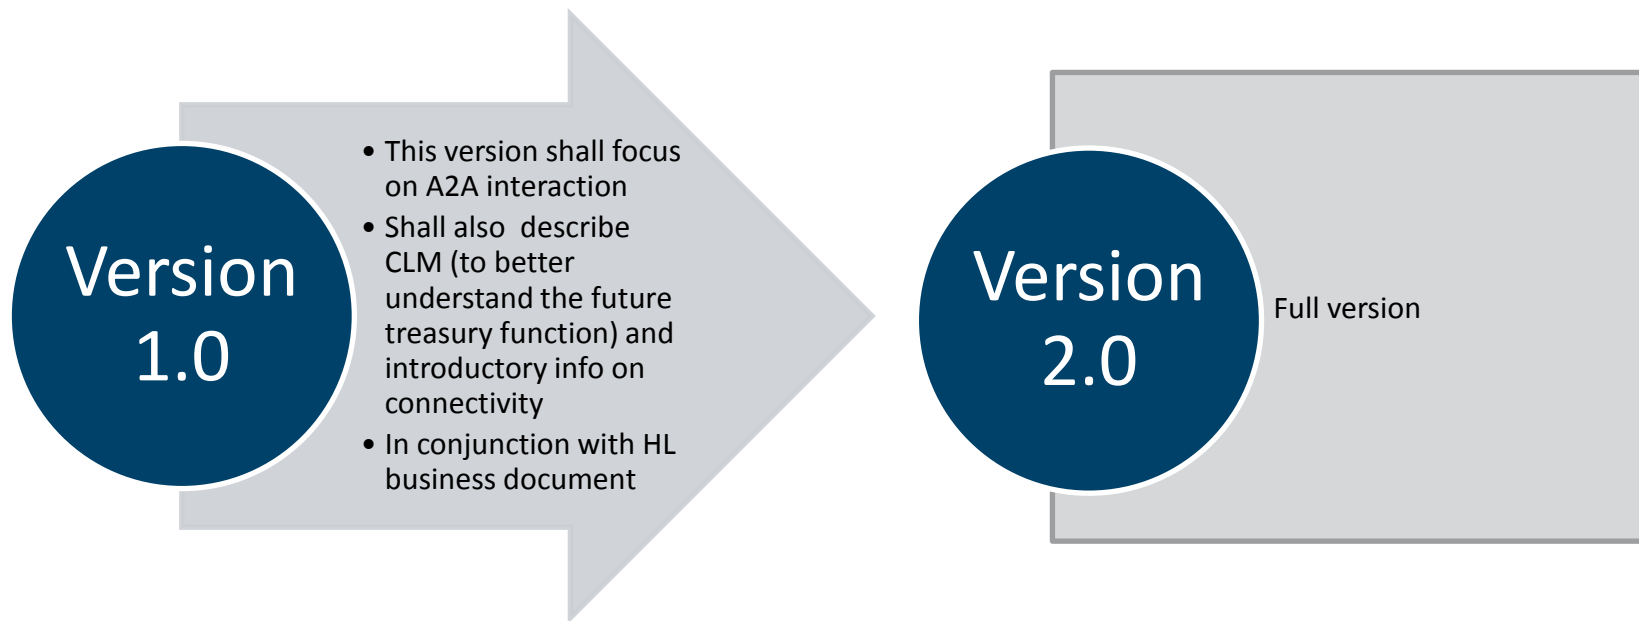 Version
1.0
• This version shall focus
on A2A interaction
• Shall also  describe
CLM (to better
understand the future
treasury function) and
introductory info on
connectivity
• In conjunction with HL
business document
Version
2.0
Full version